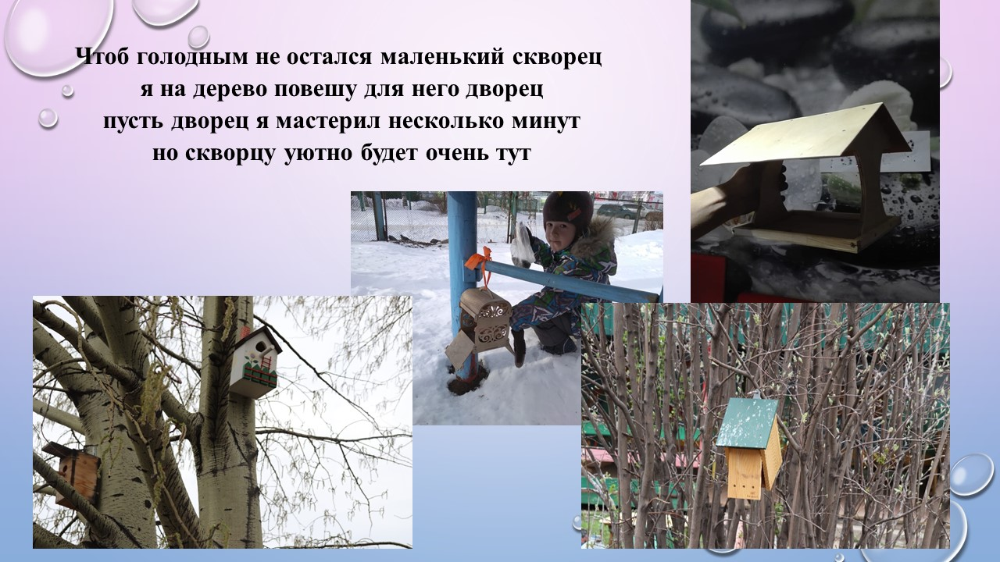 Чтоб голодным не остался маленький скворец
я на дерево повешу для него дворец
пусть дворец я мастерил несколько минут
но скворцу уютно будет очень тут